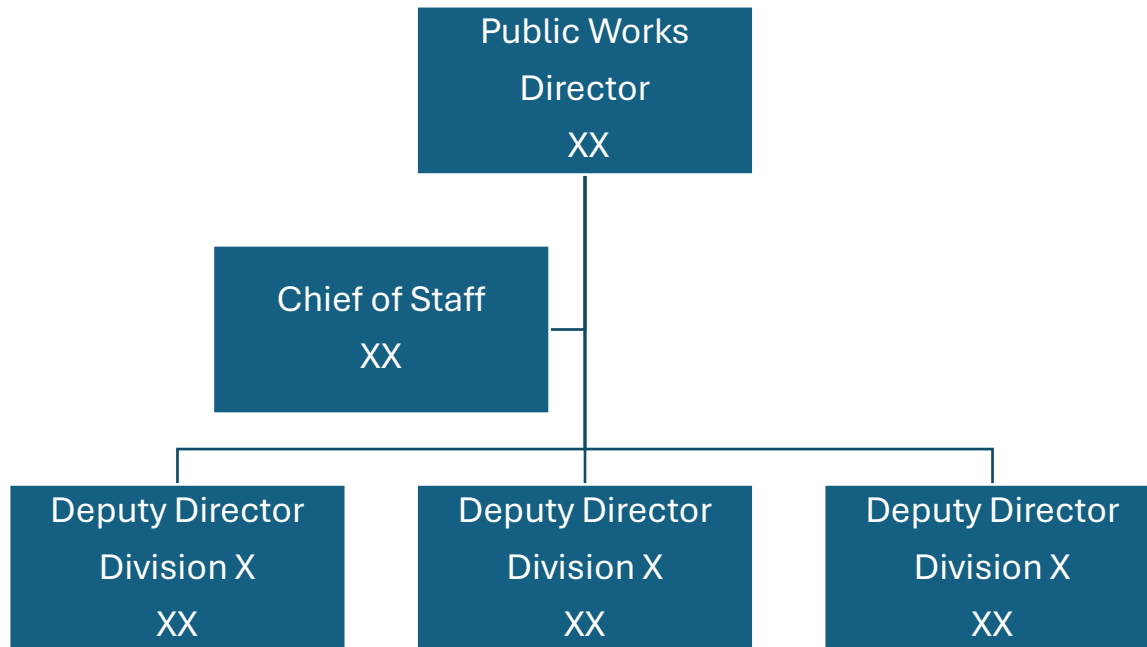 Public Works
Director
XX
Chief of Staff
XX
Deputy Director
Division X
XX
Deputy Director
Division X
XX
Deputy Director
Division X
XX